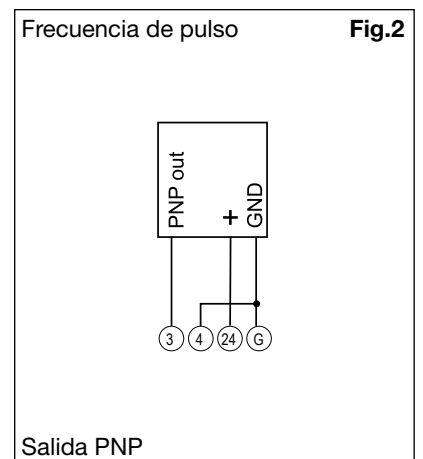 Frecuencia de pulso Fig.2
PNP out
+
GND
3 4 24 G
Salida PNP